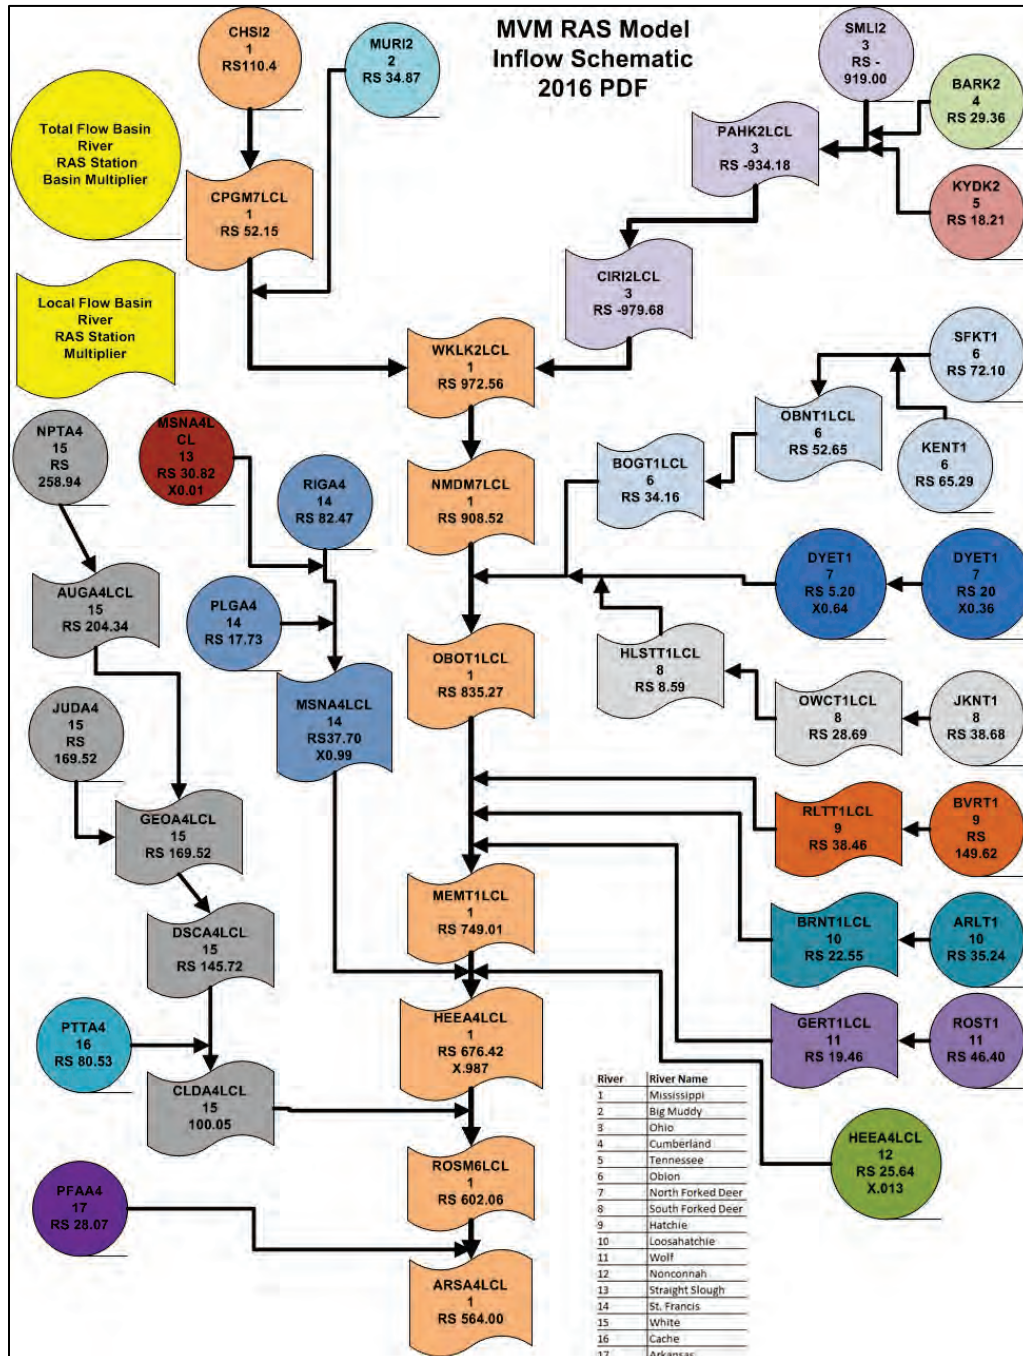 MVM RAS Model
Inflow Schematic
2016 PDF
CHSI2
1
RS110.4
MURI2
2
RS 34.87
SMLI2
3
RS -
919.00
BARK2
4
RS 29.36
PAHK2LCL
3
RS -934.18
KYDK2
5
RS 18.21
Total Flow Basin
River
RAS Station
Basin Multiplier
CPGM7LCL
1
RS 52.15
CIRI2LCL
3
RS -979.68
Local Flow Basin
River
RAS Station
Multiplier
WKLK2LCL
1
RS 972.56
SFKT1
6
RS 72.10
OBNT1LCL
6
RS 52.65
KENT1
6
RS 65.29
BOGT1LCL
6
RS 34.16
NPTA4
15
RS
258.94
MSNA4L
CL
13
RS 30.82
X0.01
RIGA4
14
RS 82.47
NMDM7LCL
1
RS 908.52
DYET1
7
RS 5.20
X0.64
DYET1
7
RS 20
X0.36
AUGA4LCL
15
RS 204.34
PLGA4
14
RS 17.73
OBOT1LCL
1
RS 835.27
HLSTT1LCL
8
RS 8.59
JUDA4
15
RS
169.52
MSNA4LCL
14
RS37.70
X0.99
OWCT1LCL
8
RS 28.69
JKNT1
8
RS 38.68
GEOA4LCL
15
RS 169.52
RLTT1LCL
9
RS 38.46
BVRT1
9
RS
149.62
MEMT1LCL
1
RS 749.01
DSCA4LCL
15
RS 145.72
BRNT1LCL
10
RS 22.55
ARLT1
10
RS 35.24
PTTA4
16
RS 80.53
HEEA4LCL
1
RS 676.42
X.987
GERT1LCL
11
RS 19.46
ROST1
11
RS 46.40
CLDA4LCL
15
100.05
ROSM6LCL
1
RS 602.06
HEEA4LCL
12
RS 25.64
X.013
PFAA4
17
RS 28.07
ARSA4LCL
1
RS 564.00
River River Name
1 Mississippi
2 Big Muddy
3 Ohio
4 Cumberland
5 Tennessee
6 Obion
7 North Forked Deer
8 South Forked Deer
9 Hatchie
10 Loosahatchie
11 Wolf
12 Nonconnah
13 Straight Slough
14 St. Francis
15 White
16 Cache
17 Arkansas